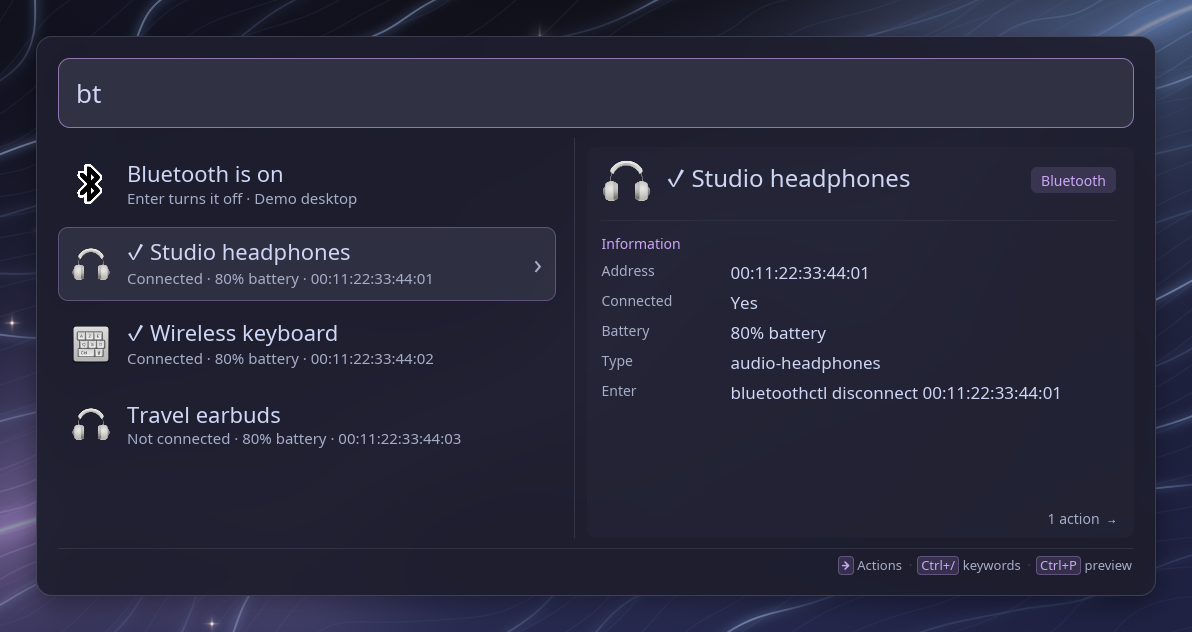 bt
Bluetooth is on
Enter turns it off · Demo desktop
✓ Studio headphones
Connected · 80% battery · 00:11:22:33:44:01
✓ Wireless keyboard
Connected · 80% battery · 00:11:22:33:44:02
Travel earbuds
Not connected · 80% battery · 00:11:22:33:44:03
✓ Studio headphones
Bluetooth
Information
Address 00:11:22:33:44:01
Connected Yes
Battery 80% battery
Type audio-headphones
Enter bluetoothctl disconnect 00:11:22:33:44:01
1 action →
→ Actions · Ctrl+/ keywords · Ctrl+P preview